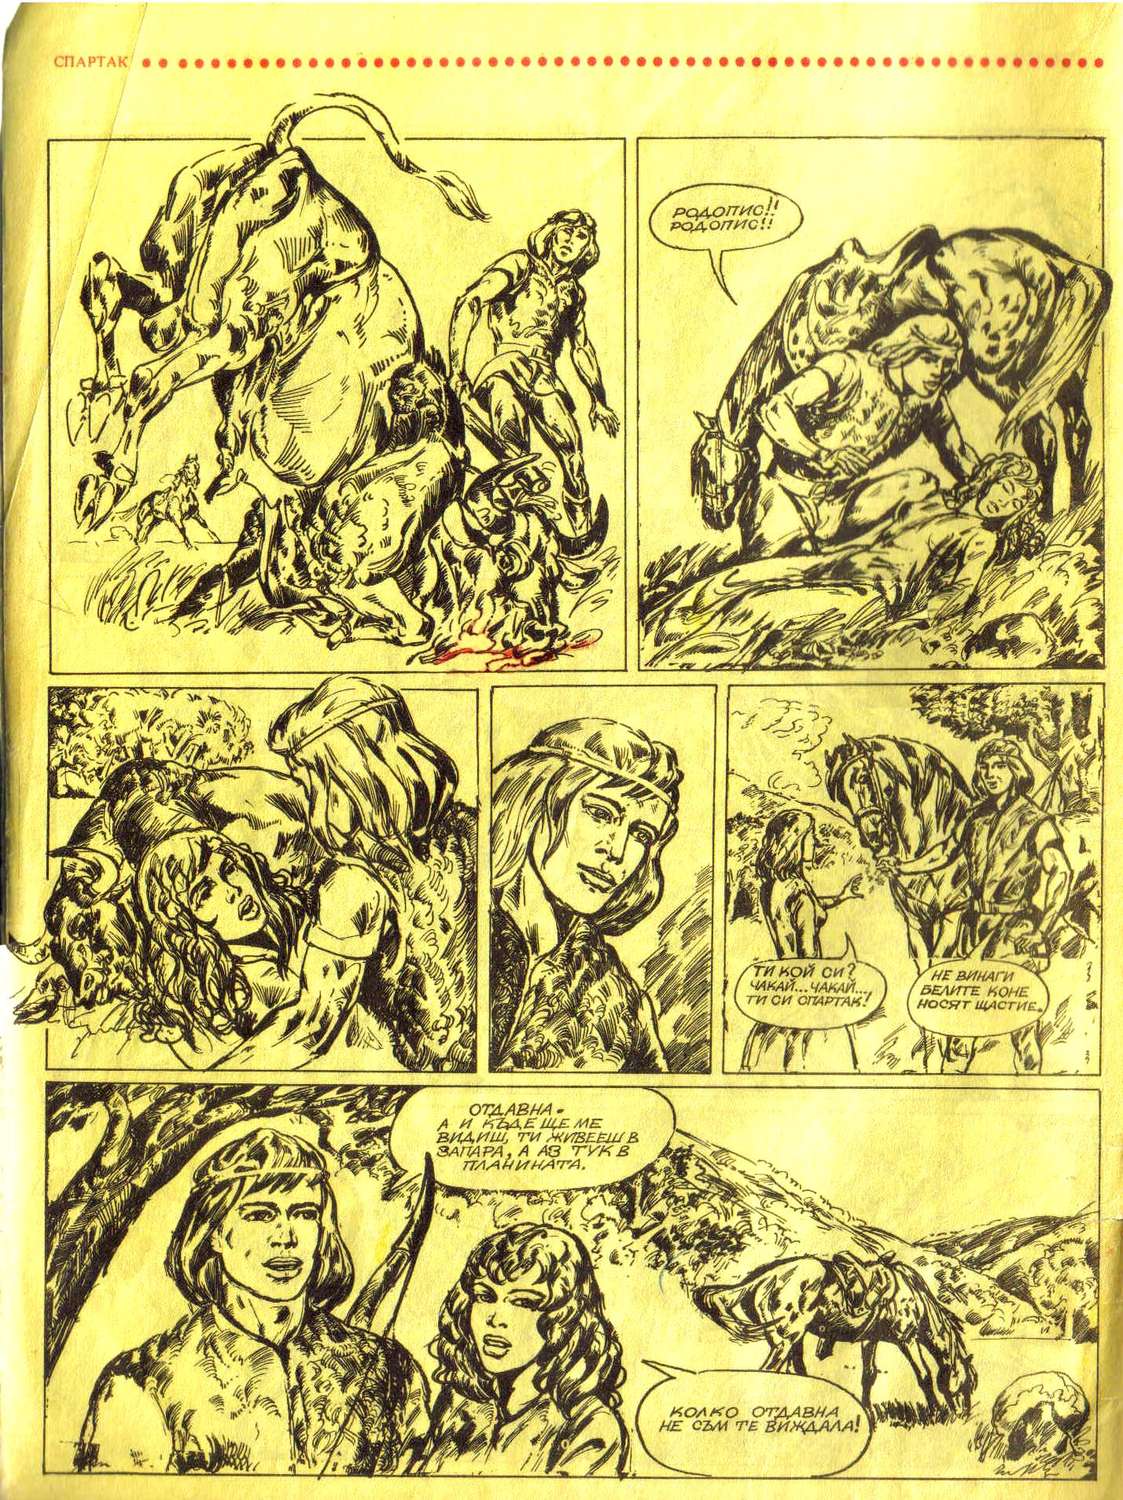 СПАРТАК
РОДОПИС!!
РОДОПИС!!
ТИ КОЙ СИ?
ЧАКАЙ...ЧАКАЙ...
ТИ СИ СПАРТАК!
НЕ ВИНАГИ
БЕЛИТЕ КОНЕ
НОСЯТ ЩАСТИЕ.
ОТДАВНА.
А И КЪДЕ ЩЕ МЕ
ВИДИШ, ТИ ЖИВЕЕШ В
ЗАПАРА, А АЗ ТУК В
ПЛАНИНАТА.
КОЛКО ОТДАВНА
НЕ СЪМ ТЕ ВИЖДАЛА!